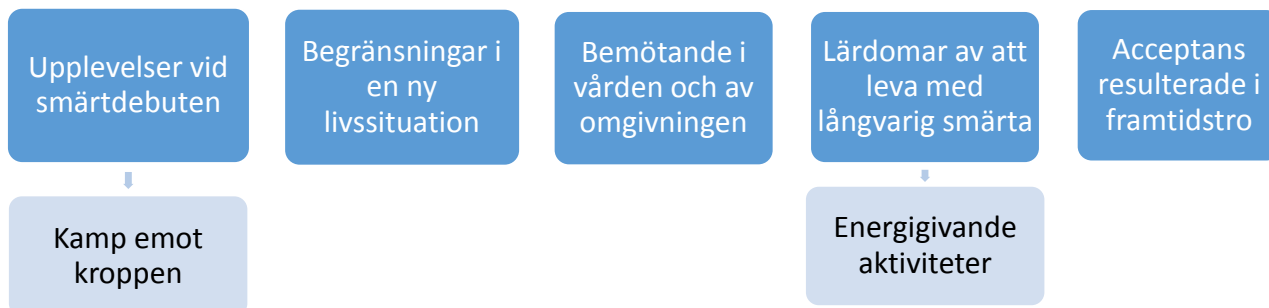 Upplevelser vid
smärtdebuten
Begränsningar i
en ny
livssituation
Bemötande i
vården och av
omgivningen
Lärdomar av att
leva med
långvarig smärta
Acceptans
resulterade i
framtidstro
Kamp emot
kroppen
Energigivande
aktiviteter